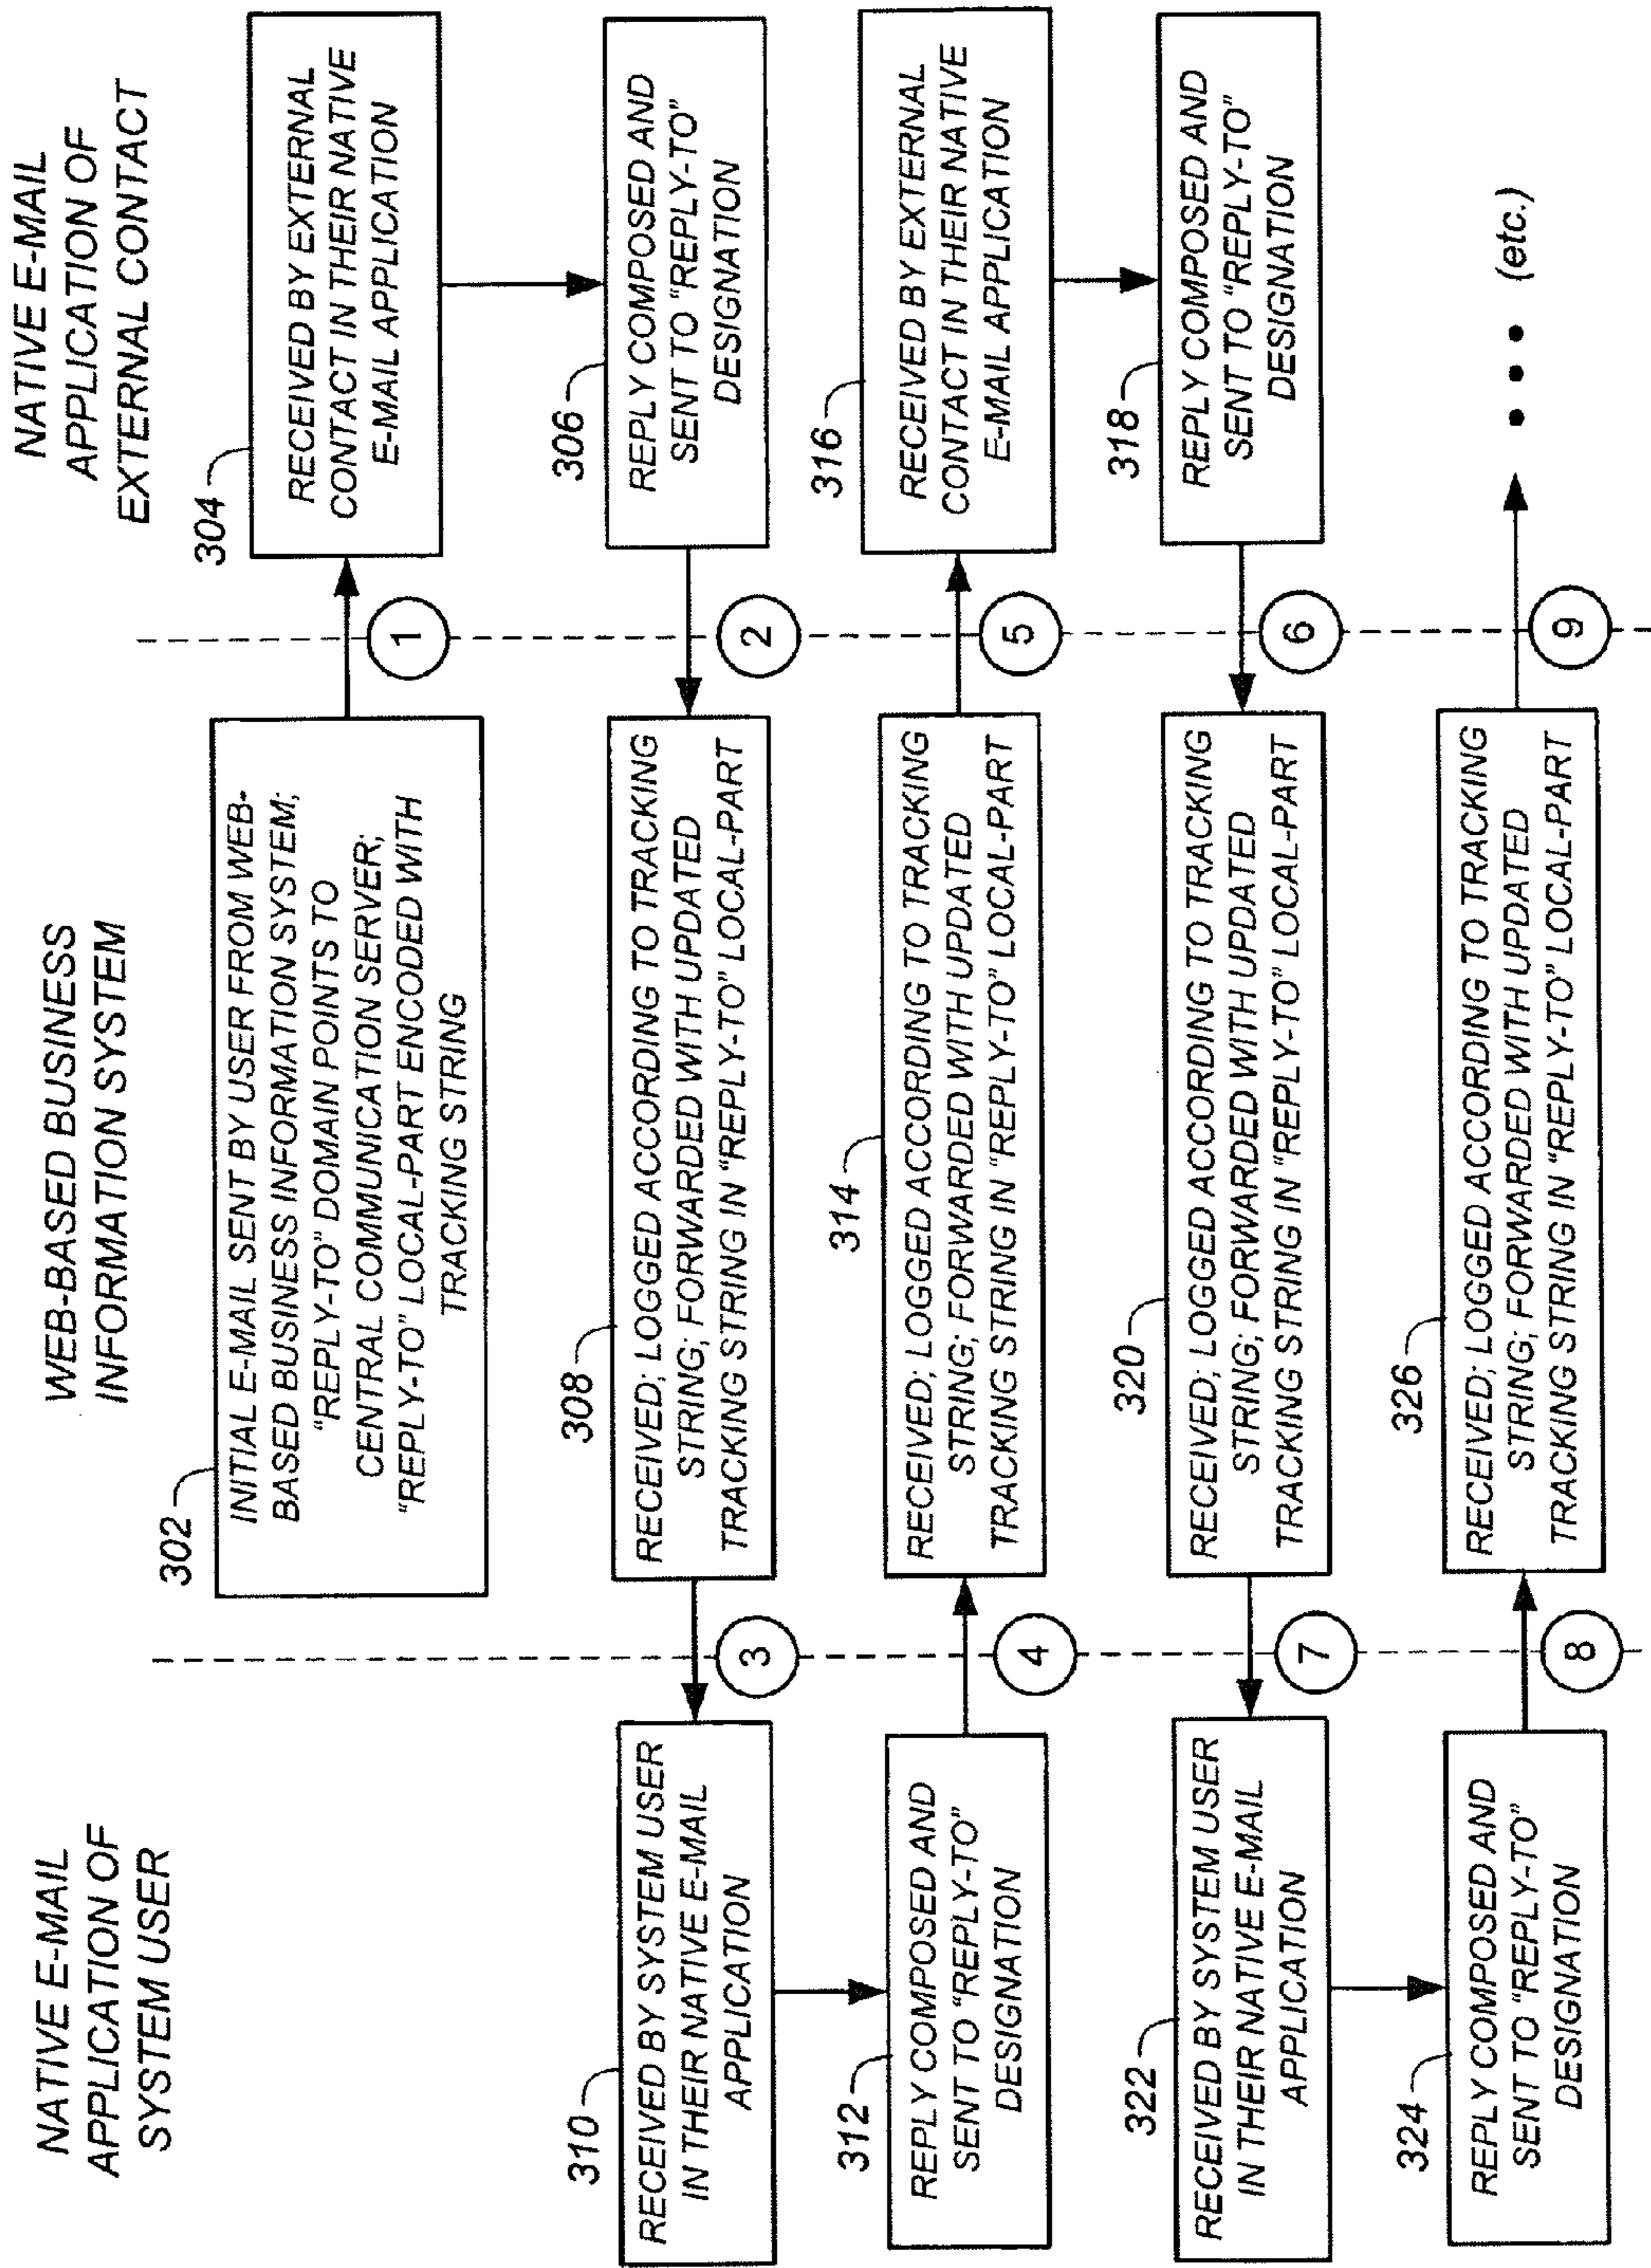 NATIVE E-MAIL
APPLICATION OF
SYSTEM USER
WEB-BASED BUSINESS
INFORMATION SYSTEM
NATIVE E-MAIL
APPLICATION OF
EXTERNAL CONTACT
302
INITIAL E-MAIL SENT BY USER FROM WEB-
BASED BUSINESS INFORMATION SYSTEM;
"REPLY-TO" DOMAIN POINTS TO
CENTRAL COMMUNICATION SERVER;
"REPLY-TO" LOCAL-PART ENCODED WITH
TRACKING STRING
1
304
RECEIVED BY EXTERNAL
CONTACT IN THEIR NATIVE
E-MAIL APPLICATION
306
REPLY COMPOSED AND
SENT TO "REPLY-TO"
DESIGNATION
2
308
RECEIVED; LOGGED ACCORDING TO TRACKING
STRING; FORWARDED WITH UPDATED
TRACKING STRING IN "REPLY-TO" LOCAL-PART
3
310
RECEIVED BY SYSTEM USER
IN THEIR NATIVE E-MAIL
APPLICATION
312
REPLY COMPOSED AND
SENT TO "REPLY-TO"
DESIGNATION
4
314
RECEIVED; LOGGED ACCORDING TO TRACKING
STRING; FORWARDED WITH UPDATED
TRACKING STRING IN "REPLY-TO" LOCAL-PART
5
316
RECEIVED BY EXTERNAL
CONTACT IN THEIR NATIVE
E-MAIL APPLICATION
318
REPLY COMPOSED AND
SENT TO "REPLY-TO"
DESIGNATION
6
320
RECEIVED; LOGGED ACCORDING TO TRACKING
STRING; FORWARDED WITH UPDATED
TRACKING STRING IN "REPLY-TO" LOCAL-PART
7
322
RECEIVED BY SYSTEM USER
IN THEIR NATIVE E-MAIL
APPLICATION
324
REPLY COMPOSED AND
SENT TO "REPLY-TO"
DESIGNATION
8
326
RECEIVED; LOGGED ACCORDING TO TRACKING
STRING; FORWARDED WITH UPDATED
TRACKING STRING IN "REPLY-TO" LOCAL-PART
9
• • • (etc.)